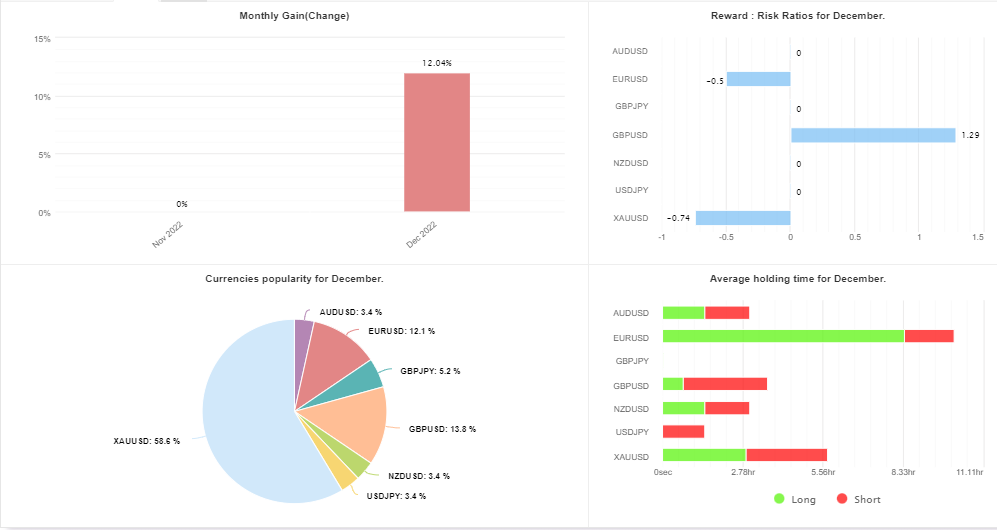 Monthly Gain(Change)
15%
10%
5%
0%
12.04%
0%
Nov 2022
Dec 2022
Reward : Risk Ratios for December.
AUDUSD
0
EURUSD
-0.5
GBPJPY
0
GBPUSD
1.29
NZDUSD
0
USDJPY
0
XAUUSD
-0.74
-1
-0.5
0
0.5
1
1.5
Currencies popularity for December.
AUDUSD: 3.4 %
EURUSD: 12.1 %
GBPJPY: 5.2 %
GBPUSD: 13.8 %
XAUUSD: 58.6 %
NZDUSD: 3.4 %
USDJPY: 3.4 %
Average holding time for December.
AUDUSD
EURUSD
GBPJPY
GBPUSD
NZDUSD
USDJPY
XAUUSD
0sec
2.78hr
5.56hr
8.33hr
11.11hr
Long
Short